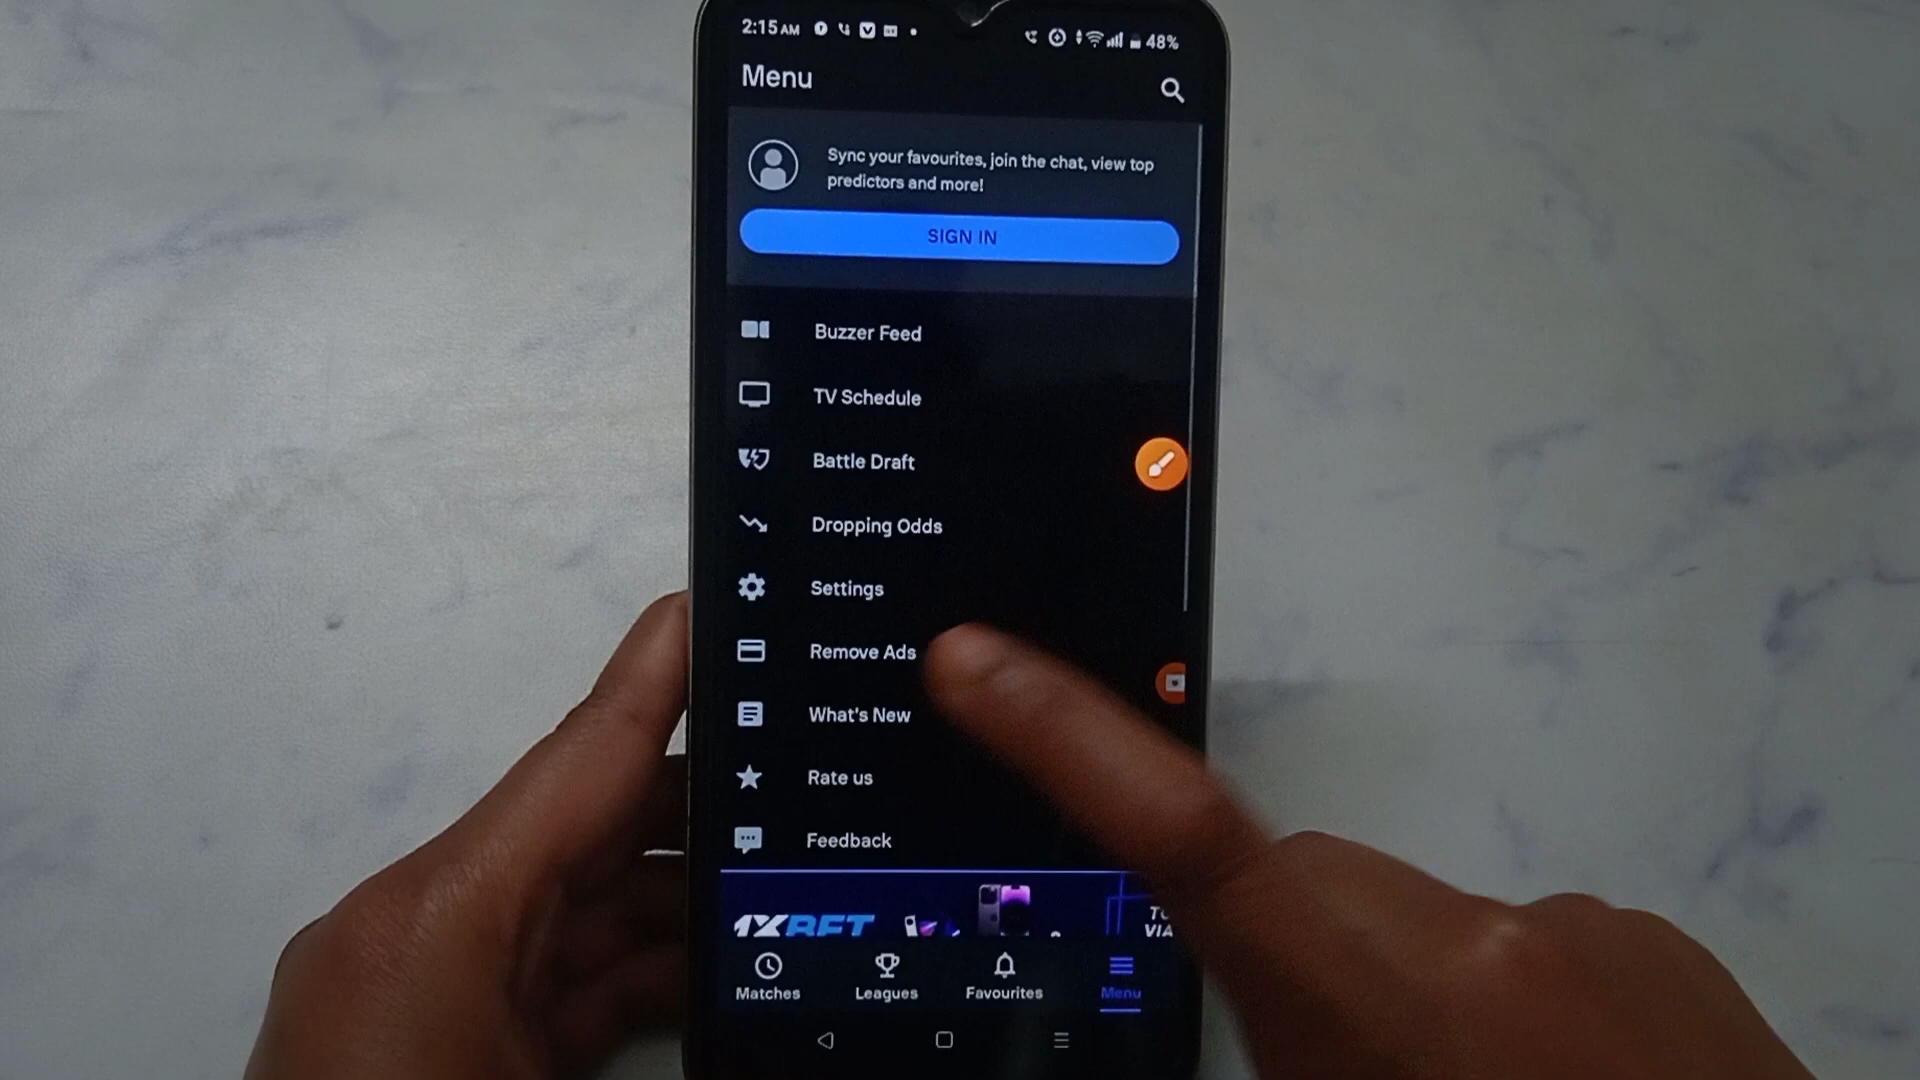 2:15 AM
48%
Menu
Sync your favourites, join the chat, view top
predictors and more!
SIGN IN
Buzzer Feed
TV Schedule
Battle Draft
Dropping Odds
Settings
Remove Ads
What's New
Rate us
Feedback
1XBET
VIA
Matches
Leagues
Favourites
Menu